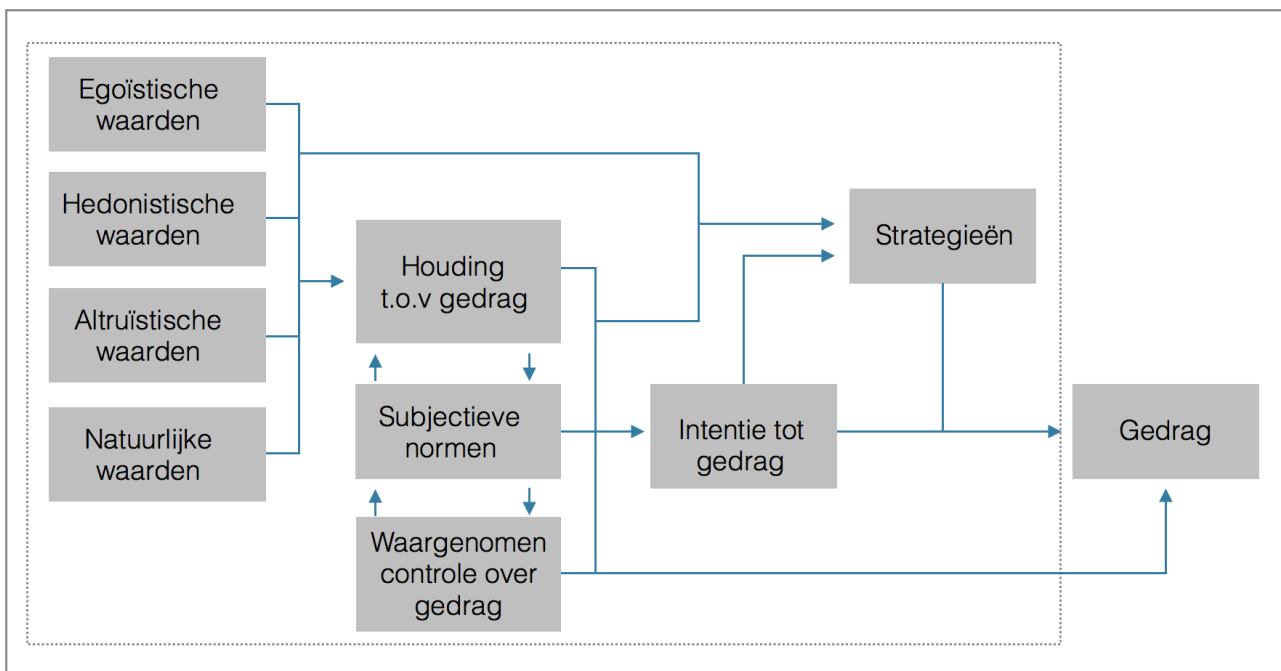 Egoïstische
waarden
Hedonistische
waarden
Altruïstische
waarden
Natuurlijke
waarden
Houding
t.o.v gedrag
Subjectieve
normen
Waargenomen
controle over
gedrag
Intentie tot
gedrag
Strategieën
Gedrag